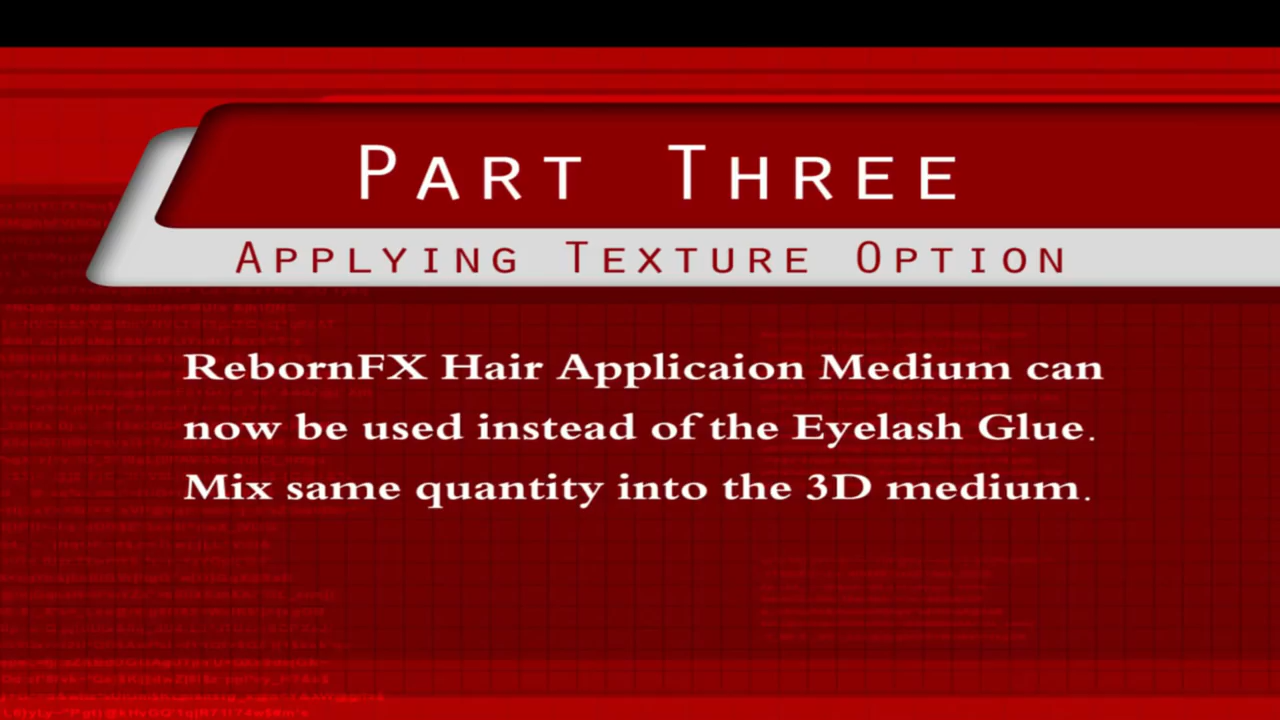 Part Three
Applying Texture Option
RebornFX Hair Applicaion Medium can
now be used instead of the Eyelash Glue.
Mix same quantity into the 3D medium.